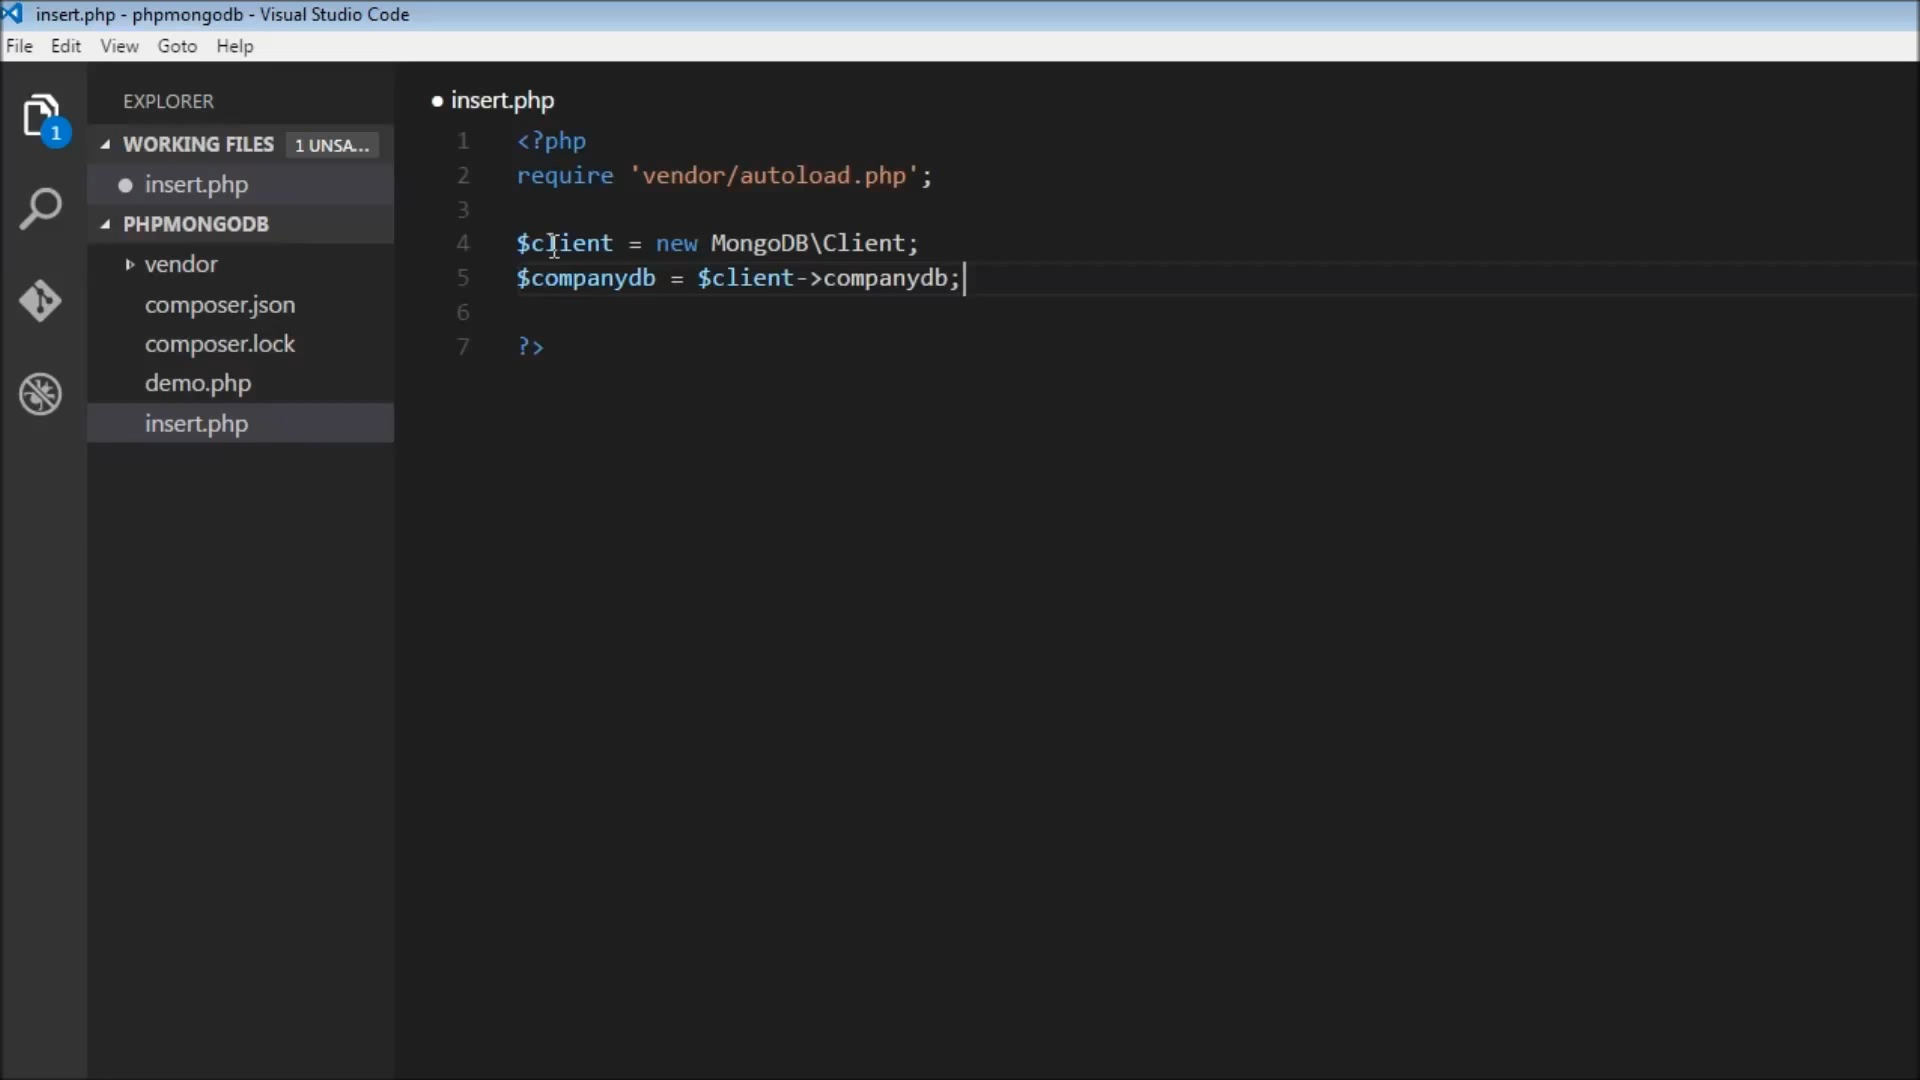 insert.php - phpmongodb - Visual Studio Code
File Edit View Goto Help
EXPLORER
WORKING FILES 1 UNSA...
insert.php
PHPMONGODB
vendor
composer.json
composer.lock
demo.php
insert.php
1
insert.php
1 <?php
2 require 'vendor/autoload.php';
3
4 $client = new MongoDB\Client;
5 $companydb = $client->companydb;
6
7 ?>